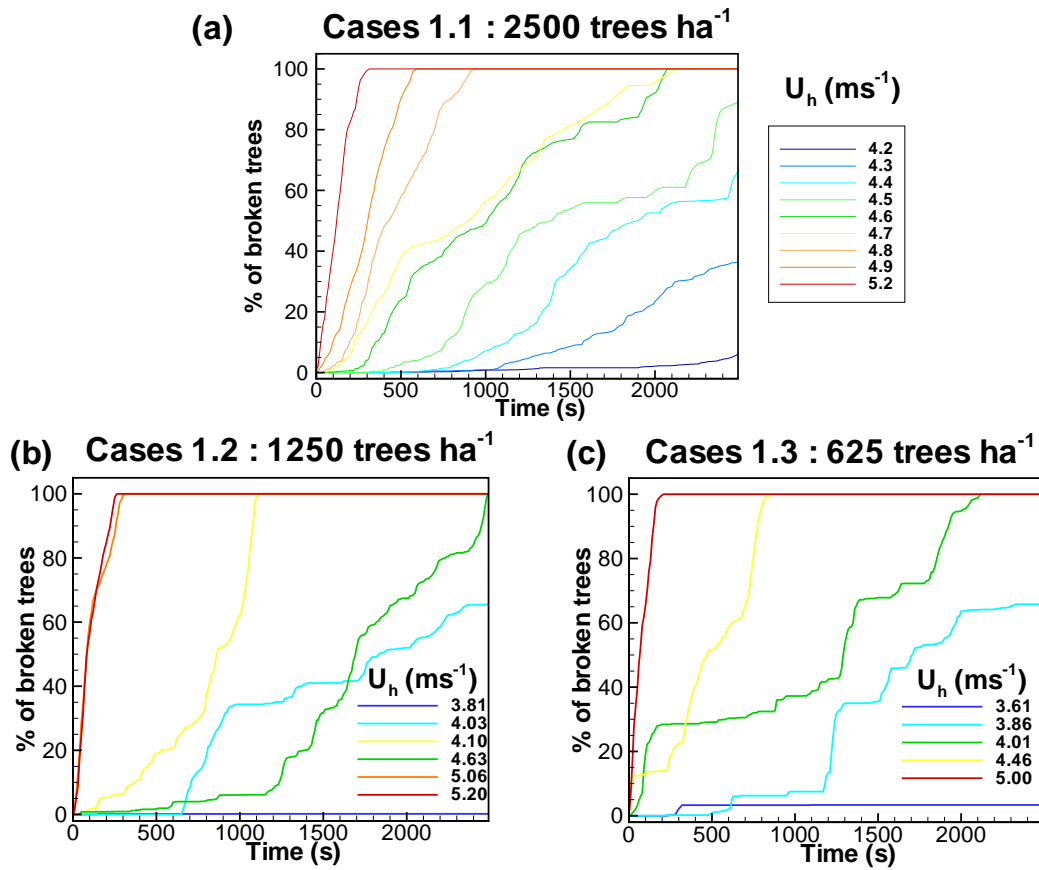 (a) Cases 1.1 : 2500 trees ha⁻¹
% of broken trees
100
80
60
40
20
0
0 500 1000 1500 2000
Time (s)
U_h (ms⁻¹)
4.2
4.3
4.4
4.5
4.6
4.7
4.8
4.9
5.2
(b) Cases 1.2 : 1250 trees ha⁻¹
% of broken trees
100
80
60
40
20
0
0 500 1000 1500 2000
Time (s)
U_h (ms⁻¹)
3.81
4.03
4.10
4.63
5.06
5.20
(c) Cases 1.3 : 625 trees ha⁻¹
% of broken trees
100
80
60
40
20
0
0 500 1000 1500 2000
Time (s)
U_h (ms⁻¹)
3.61
3.86
4.01
4.46
5.00